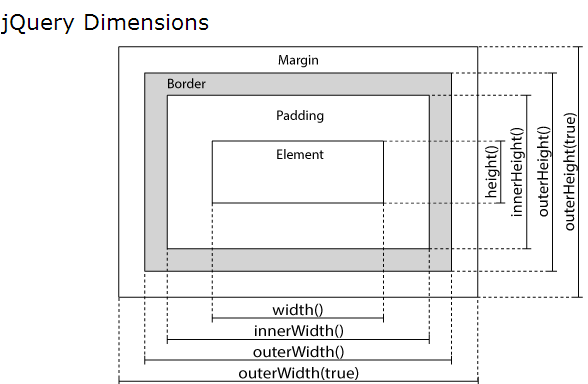 jQuery Dimensions
Margin
Border
Padding
Element
height()
innerHeight()
outerHeight()
outerHeight(true)
width()
innerWidth()
outerWidth()
outerWidth(true)